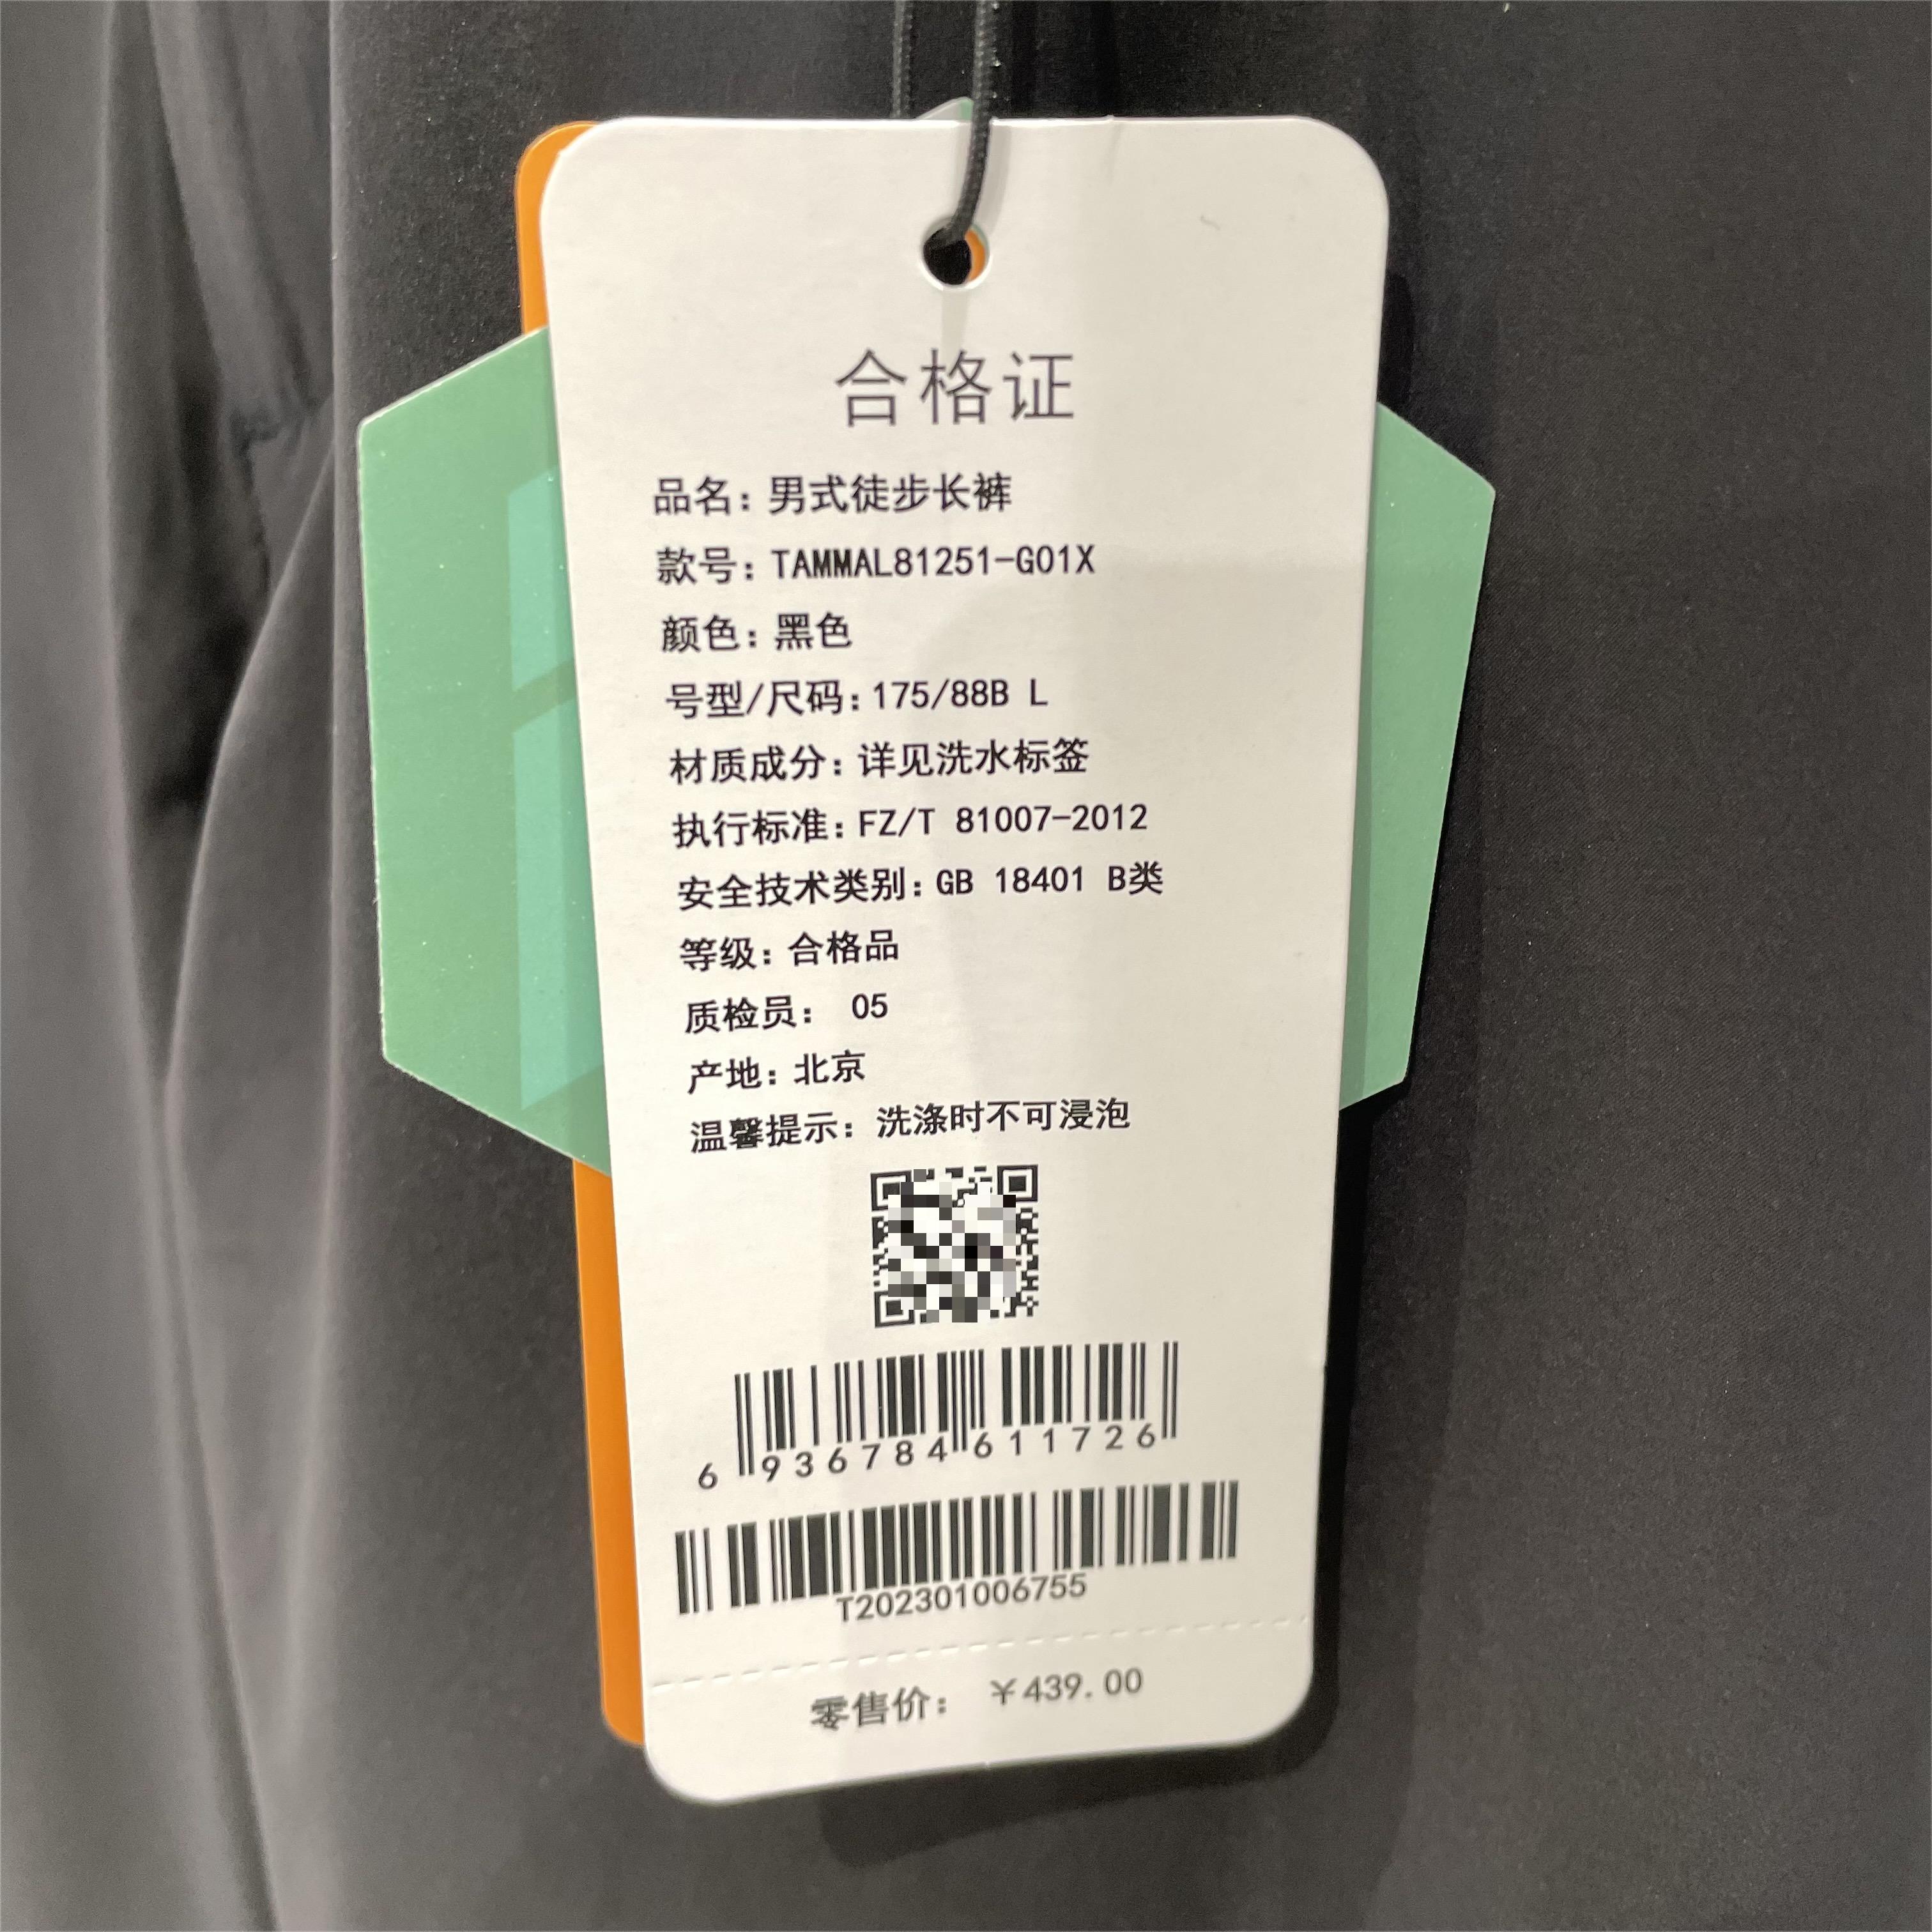 合格证
品名：男式徒步长裤
款号：TAMMAL81251-G01X
颜色：黑色
号型/尺码：175/88B L
材质成分：详见洗水标签
执行标准：FZ/T 81007-2012
安全技术类别：GB 18401 B类
等级：合格品
质检员： 05
产地：北京
温馨提示：洗涤时不可浸泡
6 936784 611726
T202301006755
零售价： ￥439.00